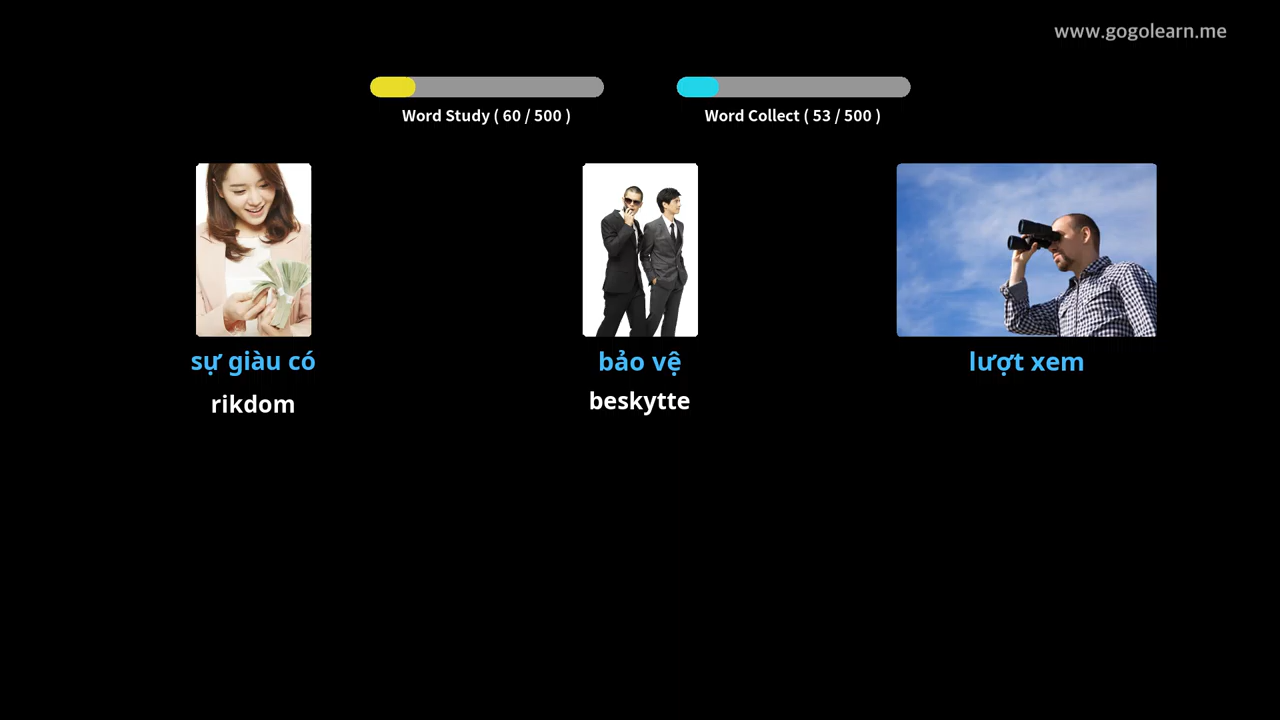 www.gogolearn.me
Word Study ( 60 / 500 )
Word Collect ( 53 / 500 )
sự giàu có
bảo vệ
lượt xem
rikdom
beskytte